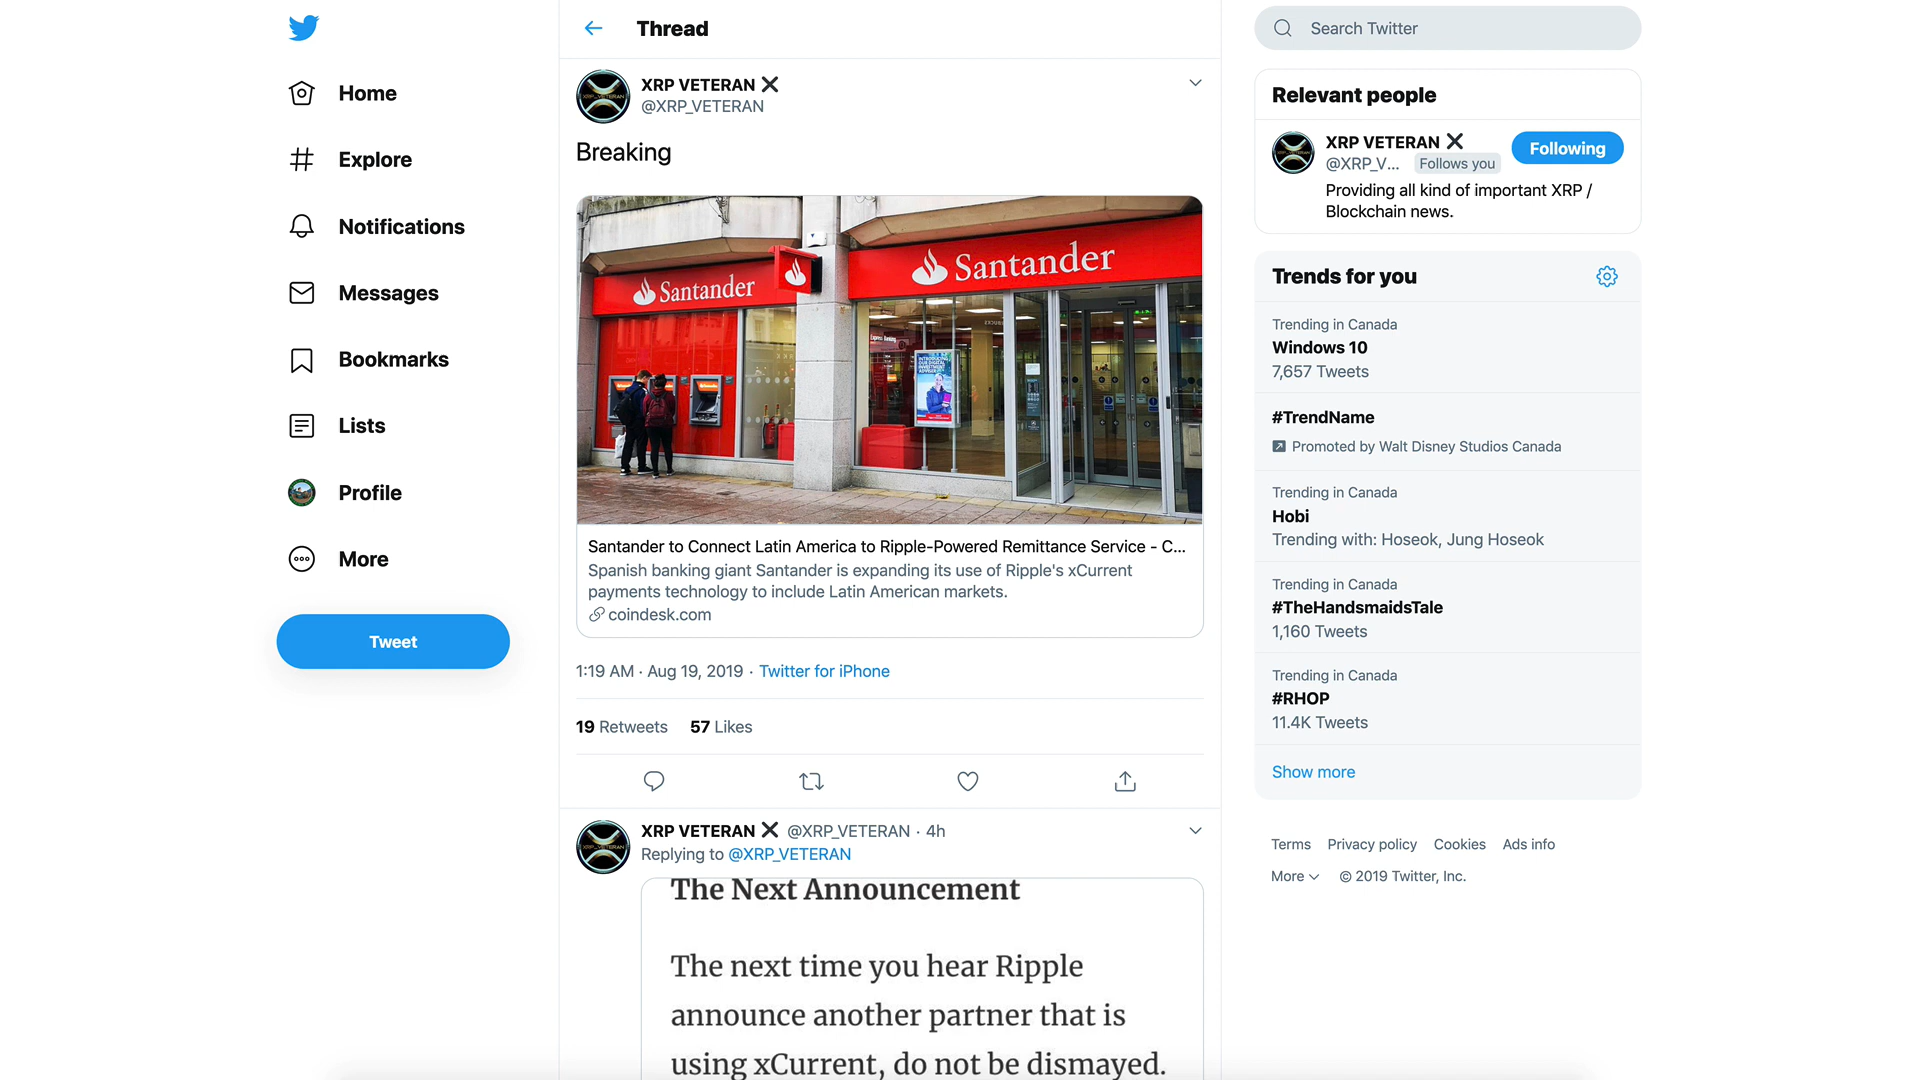 Home
Explore
Notifications
Messages
Bookmarks
Lists
Profile
More
Tweet
Thread
XRP VETERAN
@XRP_VETERAN
Breaking
Santander
Santander
Santander to Connect Latin America to Ripple-Powered Remittance Service - C...
Spanish banking giant Santander is expanding its use of Ripple's xCurrent
payments technology to include Latin American markets.
coindesk.com
1:19 AM · Aug 19, 2019 · Twitter for iPhone
19 Retweets 57 Likes
XRP VETERAN @XRP_VETERAN · 4h
Replying to @XRP_VETERAN
The Next Announcement
The next time you hear Ripple
announce another partner that is
using xCurrent, do not be dismayed.
Search Twitter
Relevant people
XRP VETERAN
@XRP_V... Follows you
Following
Providing all kind of important XRP /
Blockchain news.
Trends for you
Trending in Canada
Windows 10
7,657 Tweets
#TrendName
Promoted by Walt Disney Studios Canada
Trending in Canada
Hobi
Trending with: Hoseok, Jung Hoseok
Trending in Canada
#TheHandsmaidsTale
1,160 Tweets
Trending in Canada
#RHOP
11.4K Tweets
Show more
Terms Privacy policy Cookies Ads info
More © 2019 Twitter, Inc.